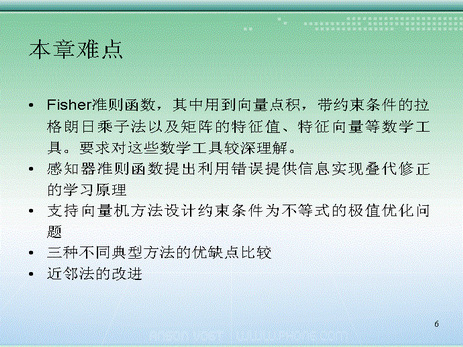 本章难点
• Fisher准则函数，其中用到向量点积，带约束条件的拉
格朗日乘子法以及矩阵的特征值、特征向量等数学工
具。要求对这些数学工具较深理解。
• 感知器准则函数提出利用错误提供信息实现叠代修正
的学习原理
• 支持向量机方法设计约束条件为不等式的极值优化问
题
• 三种不同典型方法的优缺点比较
• 近邻法的改进
6